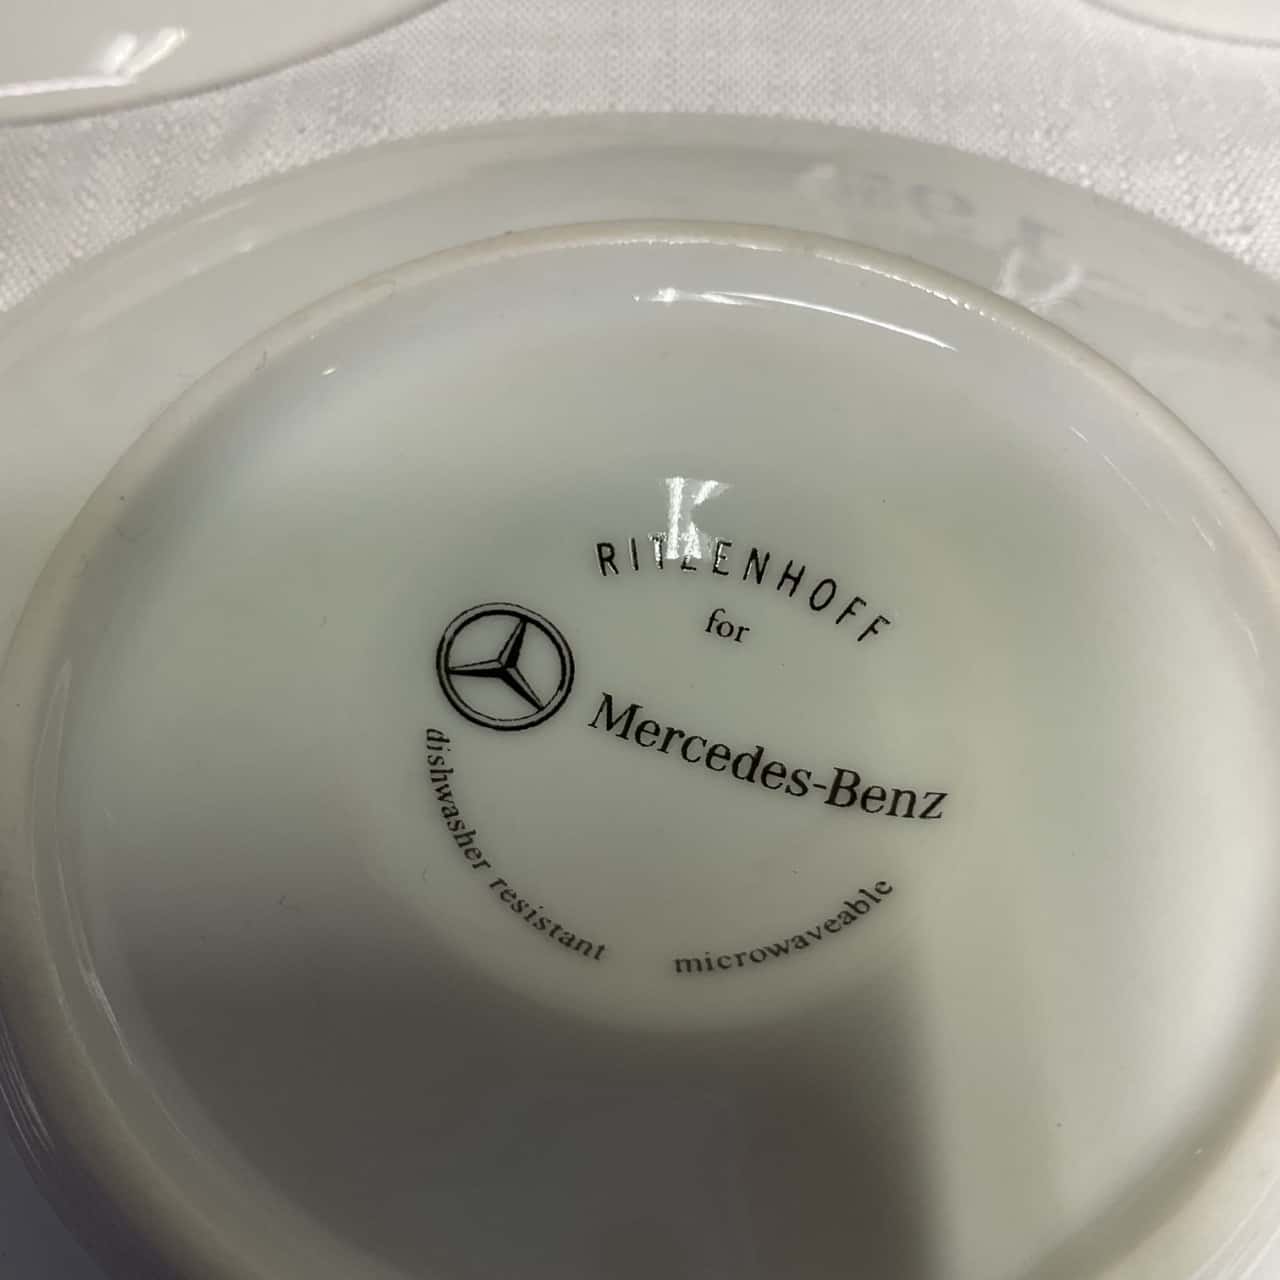 RITZENHOFF
for
Mercedes-Benz
dishwasher resistant
microwaveable